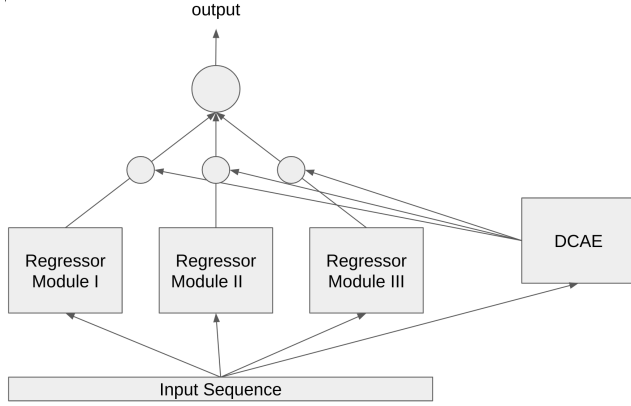 output
Regressor
Module I
Regressor
Module II
Regressor
Module III
DCAE
Input Sequence